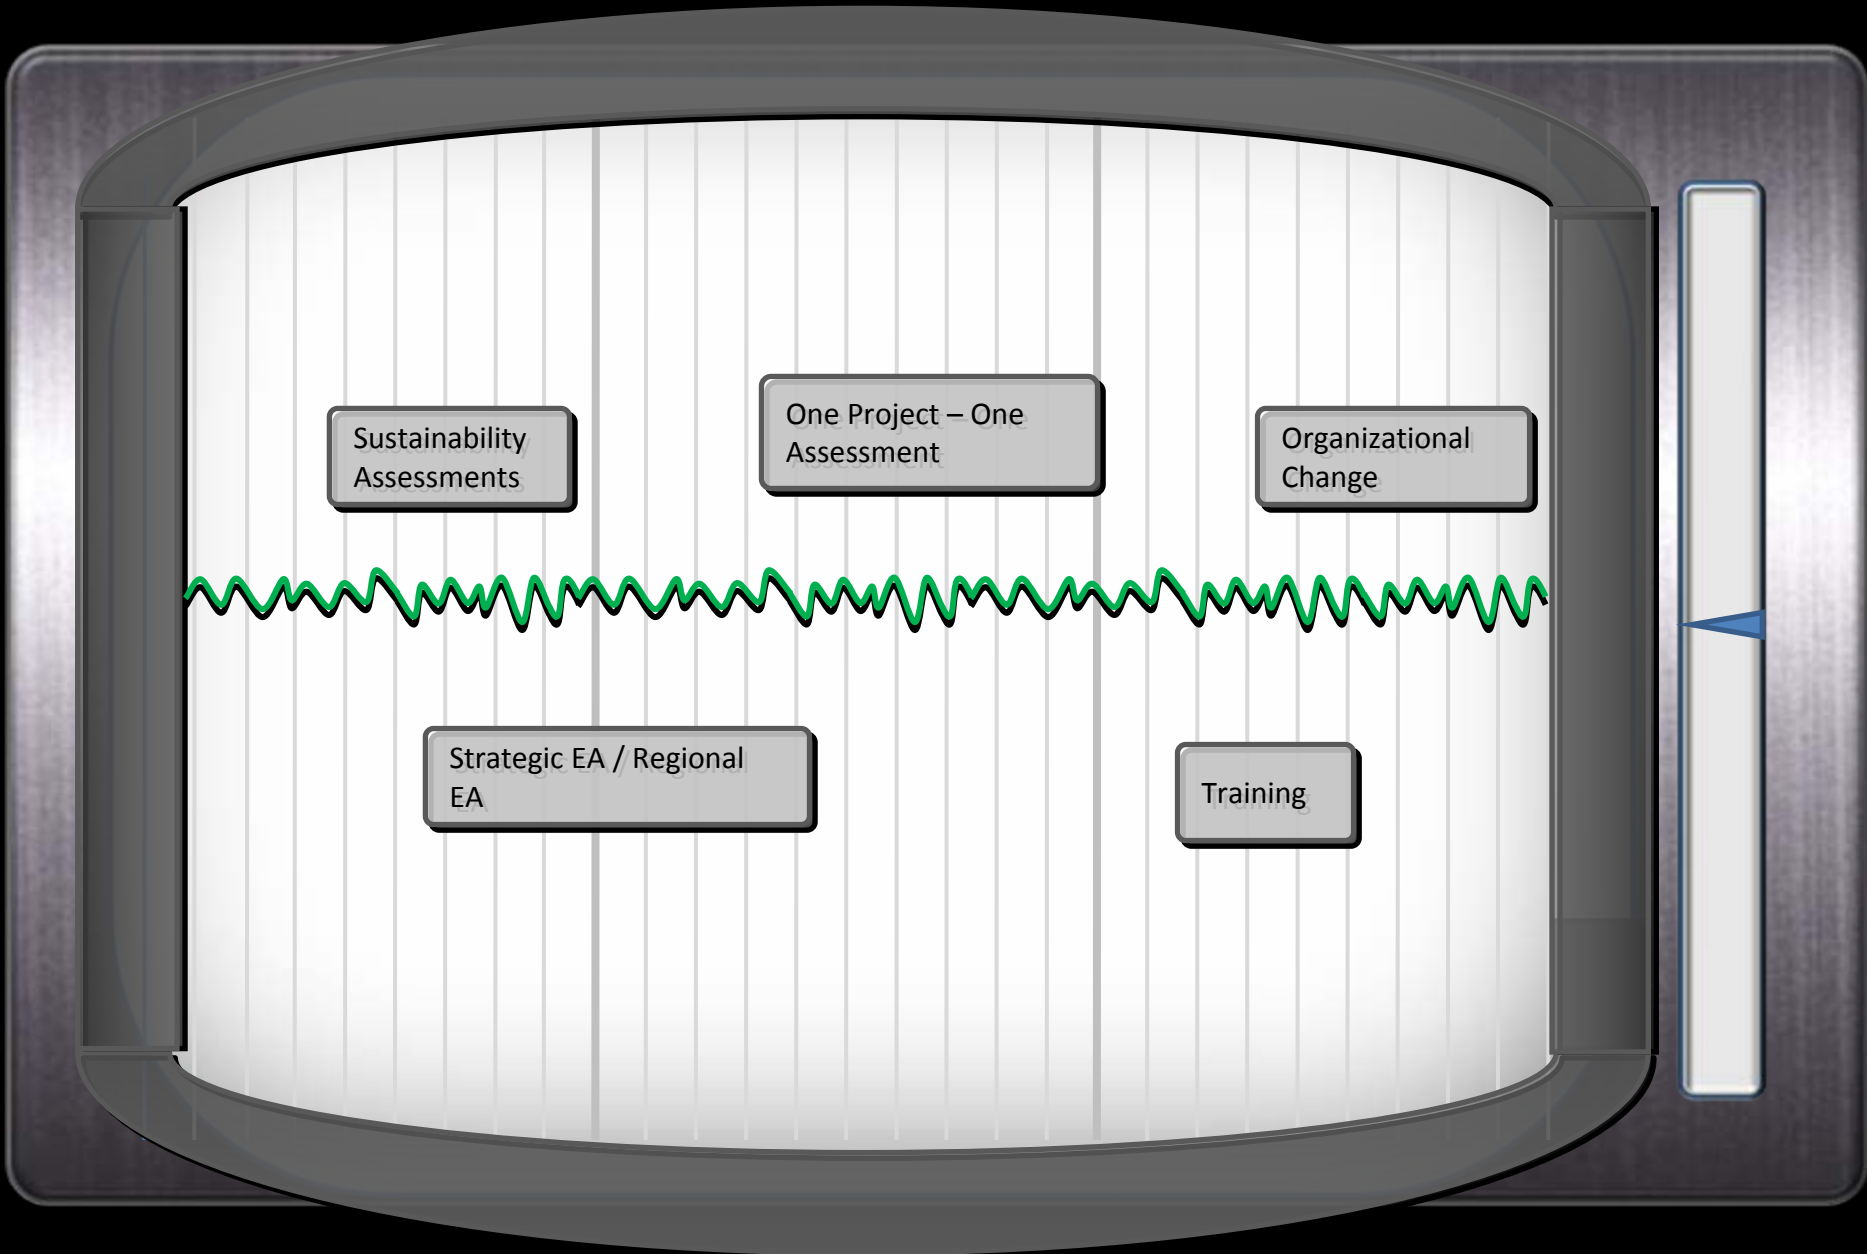 Sustainability
Assessments
One Project – One
Assessment
Organizational
Change
Strategic EA / Regional
EA
Training